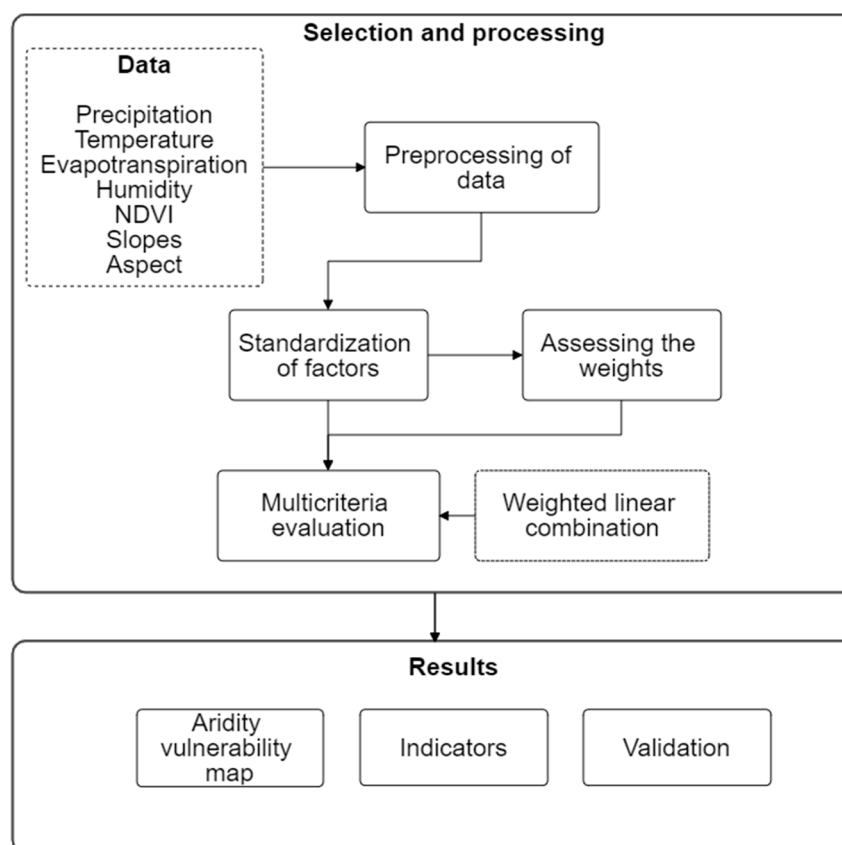 Selection and processing
Data
Precipitation
Temperature
Evapotranspiration
Humidity
NDVI
Slopes
Aspect
Preprocessing of
data
Standardization
of factors
Assessing the
weights
Multicriteria
evaluation
Weighted linear
combination
Results
Aridity
vulnerability
map
Indicators
Validation